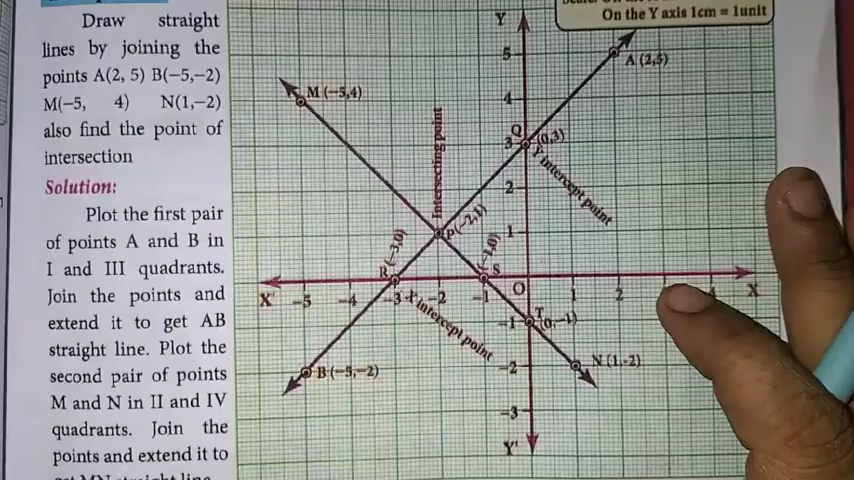 Draw straight
lines by joining the
points A(2, 5) B(−5,−2)
M(−5, 4) N(1,−2)
also find the point of
intersection
Solution:
Plot the first pair
of points A and B in
I and III quadrants.
Join the points and
extend it to get AB
straight line. Plot the
second pair of points
M and N in II and IV
quadrants. Join the
points and extend it to
On the Y axis 1cm = 1unit
Y
5
A (2,5)
M (−5,4)
4
Intersecting point
Q
3
(0,3)
Y intercept point
2
P(−2,1)
1
(−3,0)
(−1,0)
R
S
O
X'
−5
−4
−3
−2
−1
1
2
4
X
X intercept point
T
−1
(0,−1)
B (−5,−2)
−2
N (1,-2)
−3
Y'